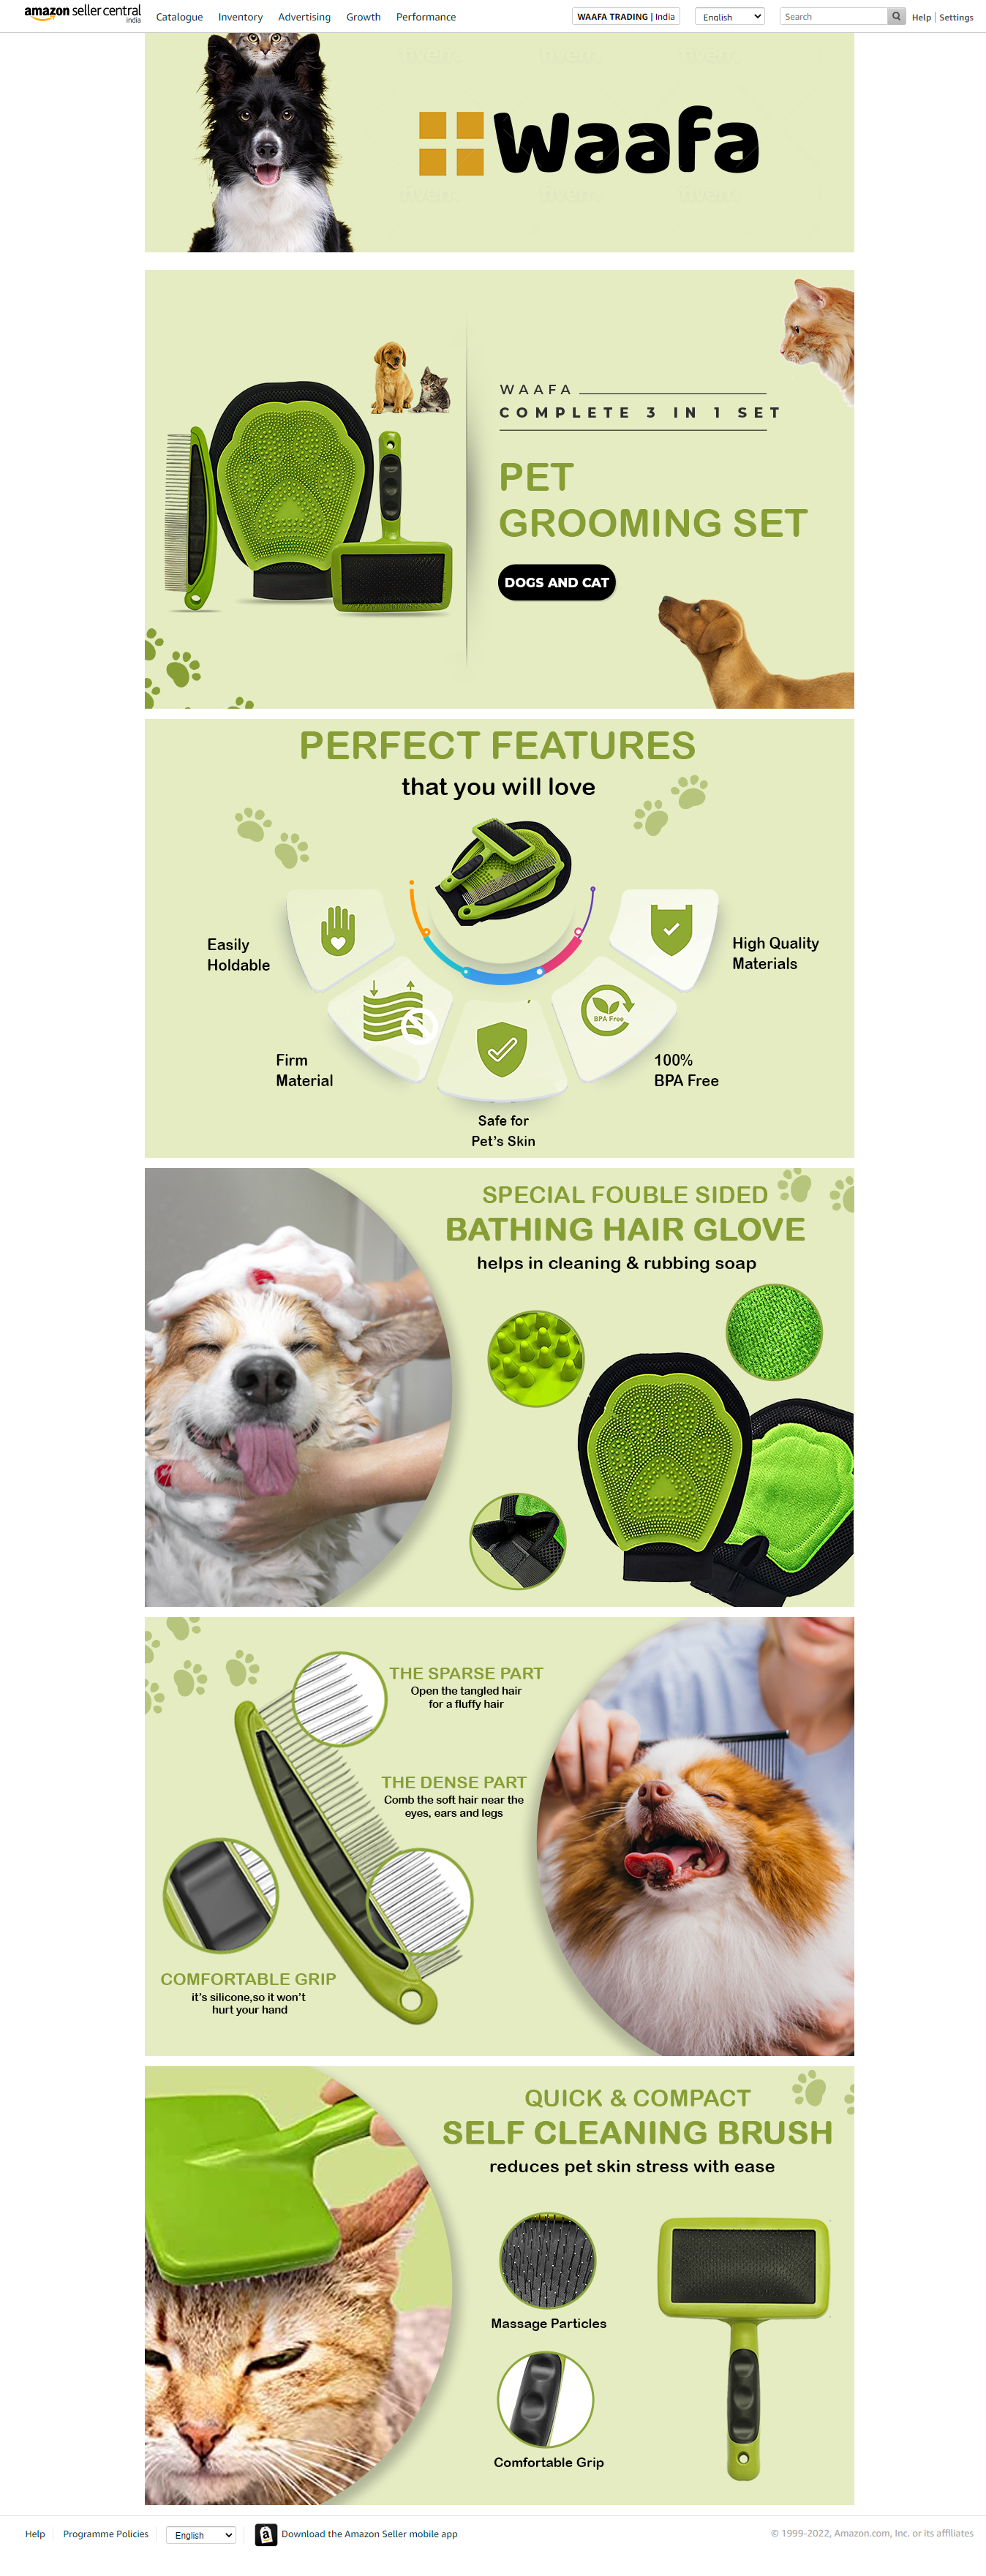 amazon seller central
india
Catalogue Inventory Advertising Growth Performance
WAAFA TRADING | India
English
Search
Help | Settings
fiverr. fiverr. fiverr.
Waafa
fiverr. fiverr. fiverr.
WAAFA
COMPLETE 3 IN 1 SET
PET
GROOMING SET
DOGS AND CAT
PERFECT FEATURES
that you will love
Easily
Holdable
High Quality
Materials
BPA Free
Firm
Material
100%
BPA Free
Safe for
Pet's Skin
SPECIAL FOUBLE SIDED
BATHING HAIR GLOVE
helps in cleaning & rubbing soap
THE SPARSE PART
Open the tangled hair
for a fluffy hair
THE DENSE PART
Comb the soft hair near the
eyes, ears and legs
COMFORTABLE GRIP
it's silicone,so it won't
hurt your hand
QUICK & COMPACT
SELF CLEANING BRUSH
reduces pet skin stress with ease
Massage Particles
Comfortable Grip
Help
Programme Policies
English
a
Download the Amazon Seller mobile app
© 1999-2022, Amazon.com, Inc. or its affiliates